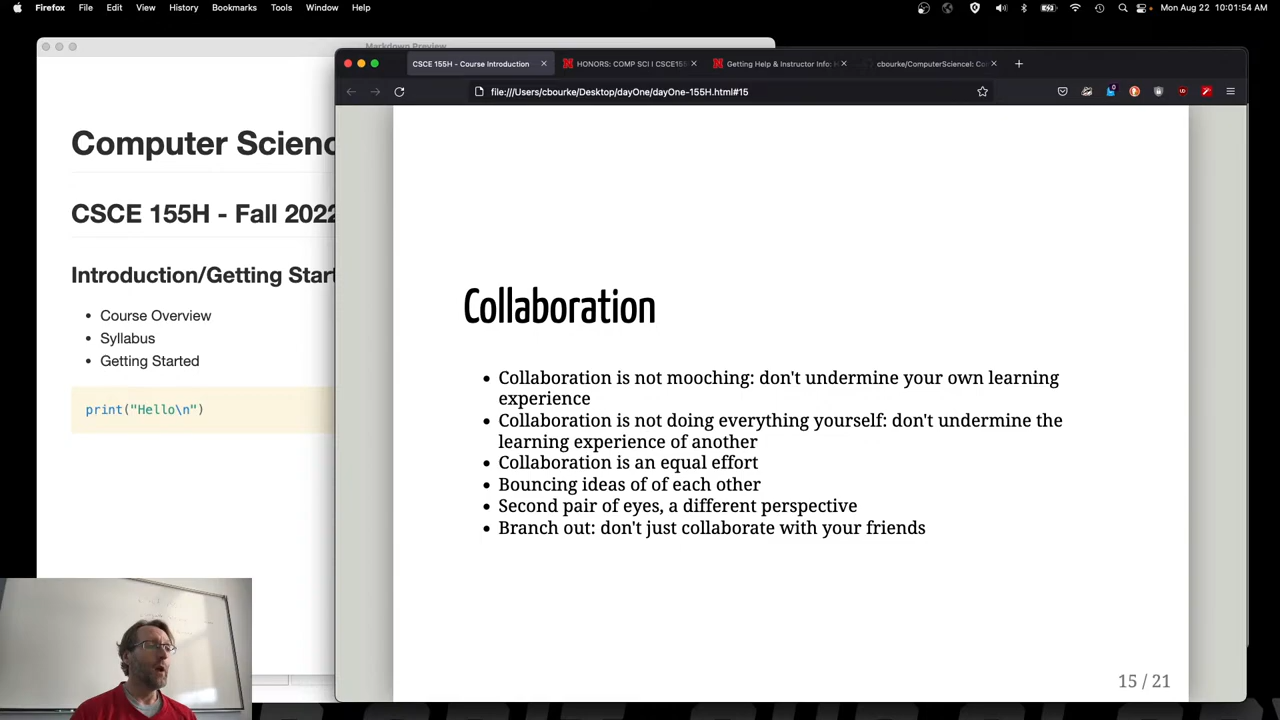 Firefox File Edit View History Bookmarks Tools Window Help
Mon Aug 22 10:01:54 AM
Markdown Preview
CSCE 155H - Course Introduction
HONORS: COMP SCI I CSCE155
Getting Help & Instructor Info: H
cbourke/ComputerScienceI: Co
file:///Users/cbourke/Desktop/dayOne/dayOne-155H.html#15
Computer Scienc
CSCE 155H - Fall 2022
Introduction/Getting Start
• Course Overview
• Syllabus
• Getting Started
print("Hello\n")
Collaboration
• Collaboration is not mooching: don't undermine your own learning
experience
• Collaboration is not doing everything yourself: don't undermine the
learning experience of another
• Collaboration is an equal effort
• Bouncing ideas of of each other
• Second pair of eyes, a different perspective
• Branch out: don't just collaborate with your friends
15 / 21